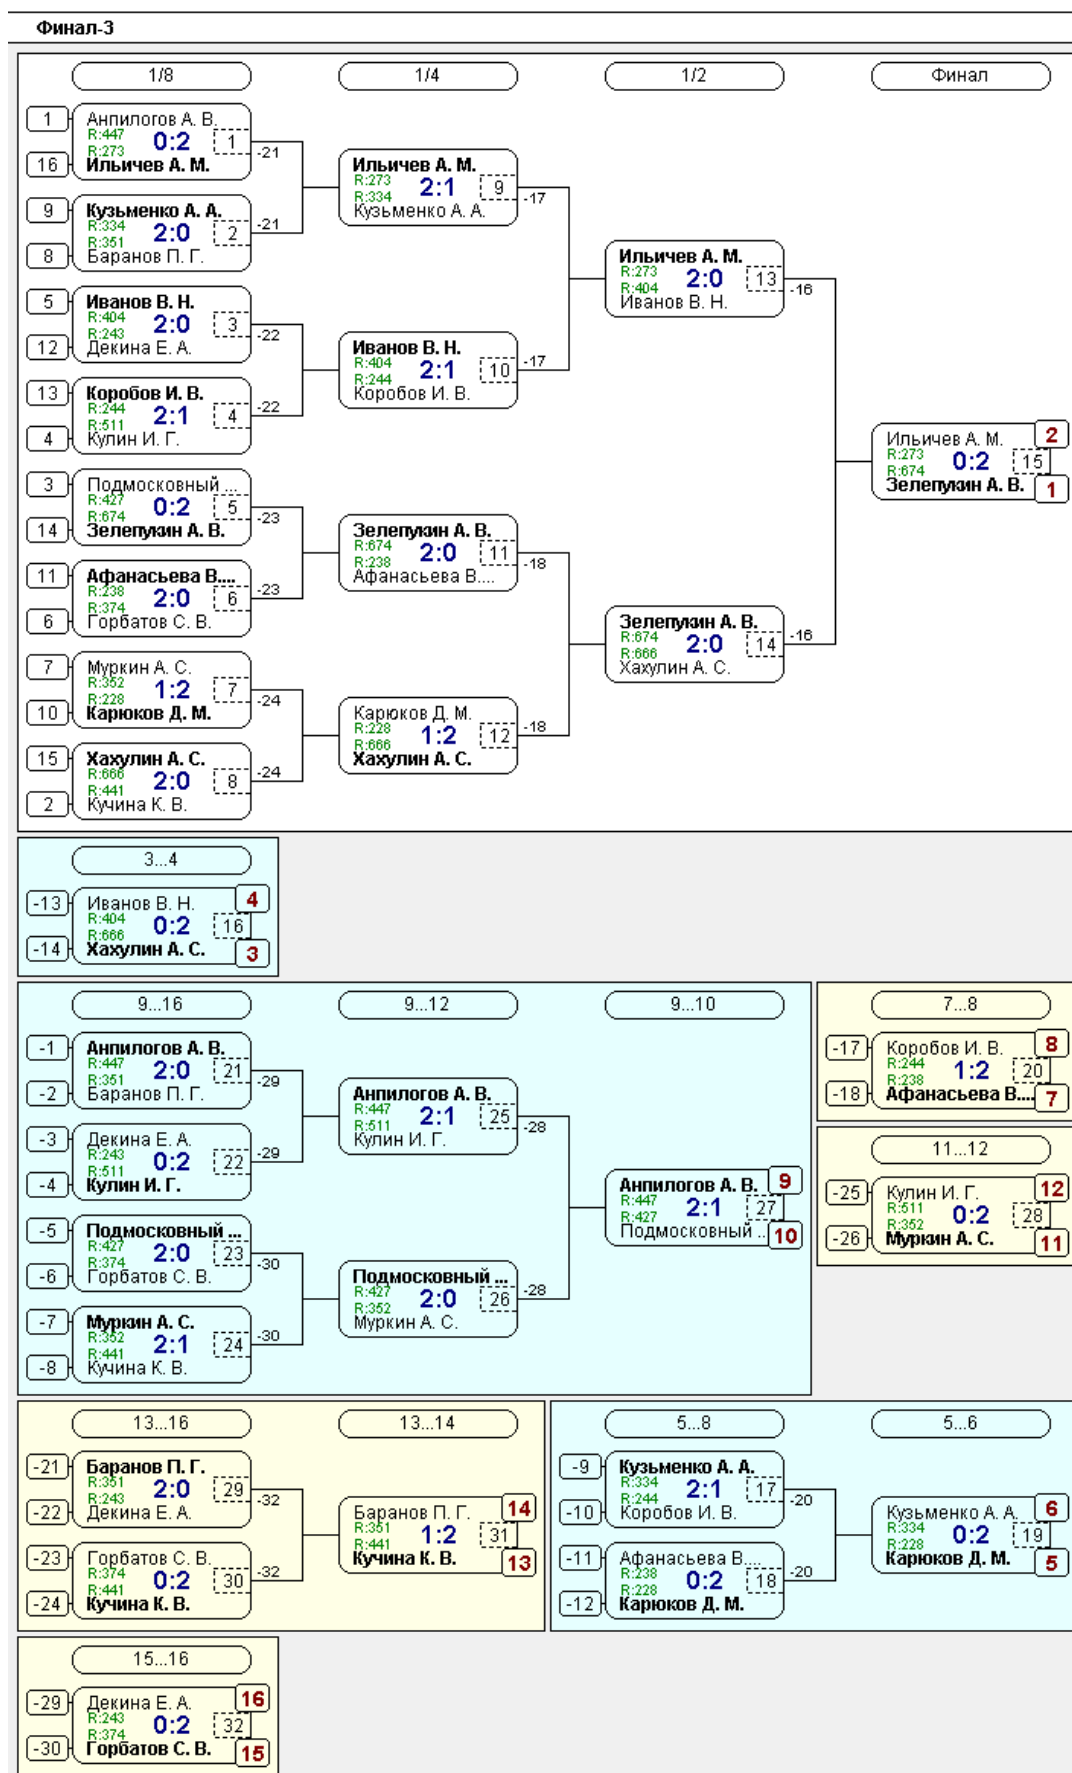 Финал-3
1/8
1/4
1/2
Финал
1
Анпилогов А. В.
R:447
R:273
0:2
1
-21
16
Ильичев А. М.
9
Кузьменко А. А.
R:334
R:351
2:0
2
-21
8
Баранов П. Г.
5
Иванов В. Н.
R:404
R:243
2:0
3
-22
12
Декина Е. А.
13
Коробов И. В.
R:244
R:511
2:1
4
-22
4
Кулин И. Г.
3
Подмосковный ...
R:427
R:674
0:2
5
-23
14
Зелепукин А. В.
11
Афанасьева В....
R:238
R:374
2:0
6
-23
6
Горбатов С. В.
7
Муркин А. С.
R:352
R:228
1:2
7
-24
10
Карюков Д. М.
15
Хахулин А. С.
R:666
R:441
2:0
8
-24
2
Кучина К. В.
Ильичев А. М.
R:273
R:334
2:1
9
-17
Кузьменко А. А.
Иванов В. Н.
R:404
R:244
2:1
10
-17
Коробов И. В.
Зелепукин А. В.
R:674
R:238
2:0
11
-18
Афанасьева В....
Карюков Д. М.
R:228
R:666
1:2
12
-18
Хахулин А. С.
Ильичев А. М.
R:273
R:404
2:0
13
-16
Иванов В. Н.
Зелепукин А. В.
R:674
R:666
2:0
14
-16
Хахулин А. С.
Ильичев А. М.
2
R:273
R:674
0:2
15
Зелепукин А. В.
1
3...4
-13
Иванов В. Н.
4
R:404
R:666
0:2
16
-14
Хахулин А. С.
3
9...16
9...12
9...10
-1
Анпилогов А. В.
R:447
R:351
2:0
21
-29
-2
Баранов П. Г.
-3
Декина Е. А.
R:243
R:511
0:2
22
-29
-4
Кулин И. Г.
-5
Подмосковный ...
R:427
R:374
2:0
23
-30
-6
Горбатов С. В.
-7
Муркин А. С.
R:352
R:441
2:1
24
-30
-8
Кучина К. В.
Анпилогов А. В.
R:447
R:511
2:1
25
-28
Кулин И. Г.
Подмосковный ...
R:427
R:352
2:0
26
-28
Муркин А. С.
Анпилогов А. В.
9
R:447
R:427
2:1
27
Подмосковный ...
10
7...8
-17
Коробов И. В.
8
R:244
R:238
1:2
20
-18
Афанасьева В....
7
11...12
-25
Кулин И. Г.
12
R:511
R:352
0:2
28
-26
Муркин А. С.
11
13...16
13...14
-21
Баранов П. Г.
R:351
R:243
2:0
29
-32
-22
Декина Е. А.
-23
Горбатов С. В.
R:374
R:441
0:2
30
-32
-24
Кучина К. В.
Баранов П. Г.
14
R:351
R:441
1:2
31
Кучина К. В.
13
5...8
5...6
-9
Кузьменко А. А.
R:334
R:244
2:1
17
-20
-10
Коробов И. В.
-11
Афанасьева В....
R:238
R:228
0:2
18
-20
-12
Карюков Д. М.
Кузьменко А. А.
6
R:334
R:228
0:2
19
Карюков Д. М.
5
15...16
-29
Декина Е. А.
16
R:243
R:374
0:2
32
-30
Горбатов С. В.
15